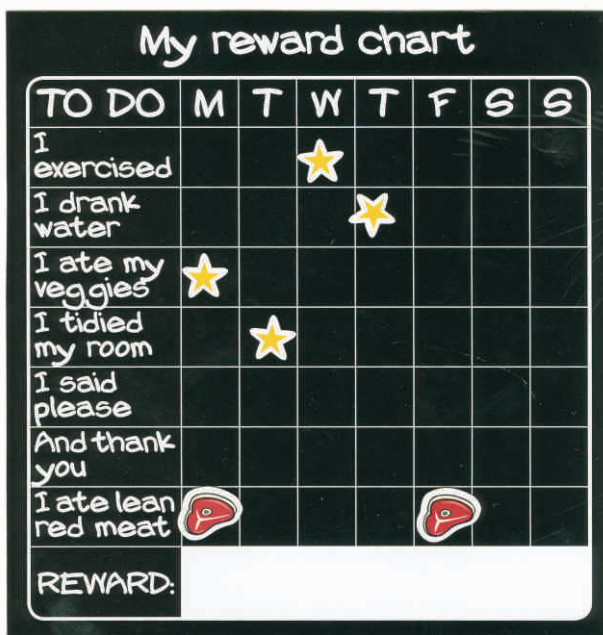 My reward chart
TO DO M T W T F S S
I
exercised
I drank
water
I ate my
veggies
I tidied
my room
I said
please
And thank
you
I ate lean
red meat
REWARD: